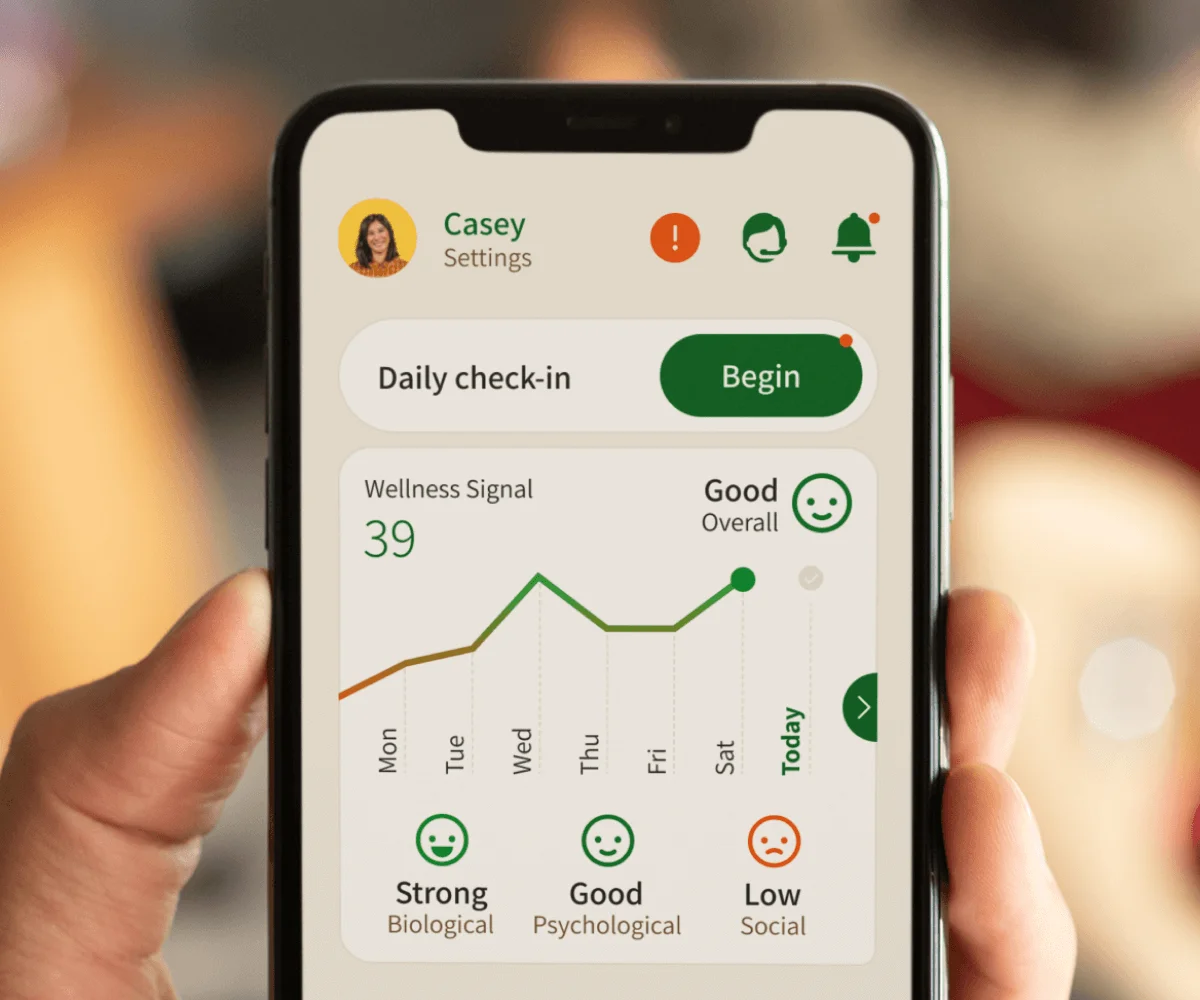 Casey
Settings
!
Daily check-in
Begin
Wellness Signal
39
Good
Overall
Mon
Tue
Wed
Thu
Fri
Sat
Today
Strong
Biological
Good
Psychological
Low
Social